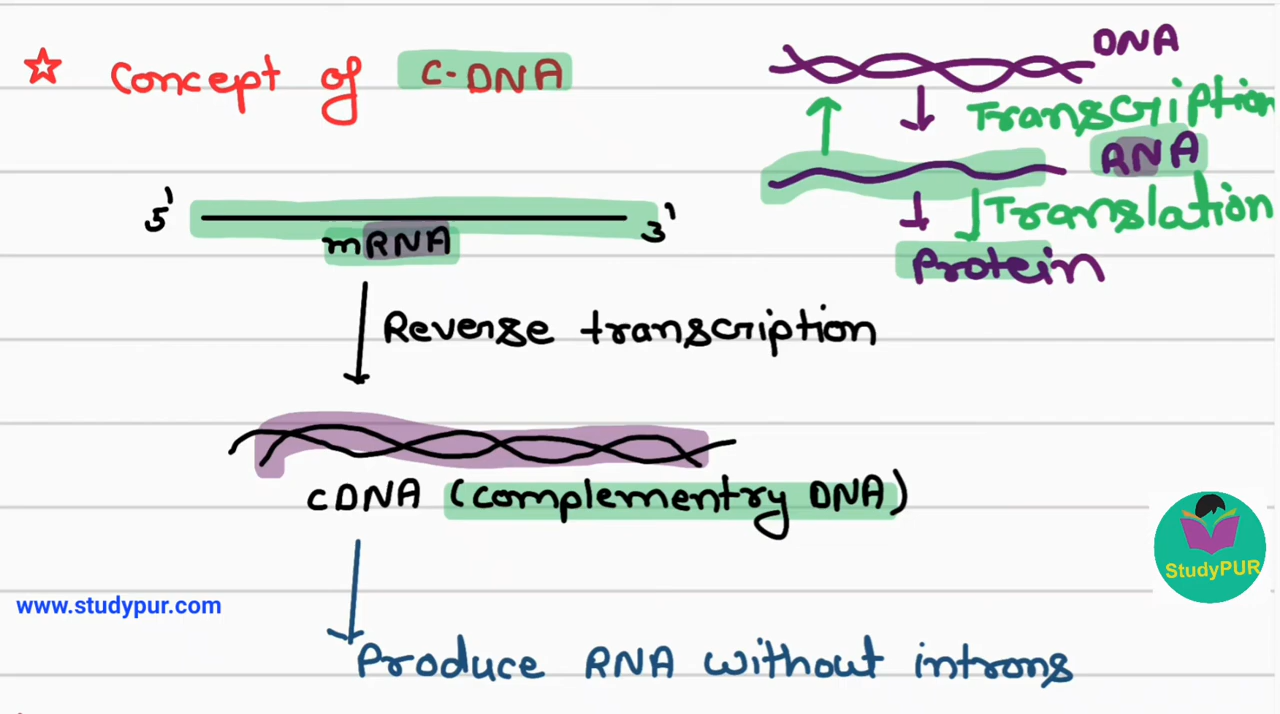 ☆ Concept of C-DNA
5' 3'
mRNA
Reverse transcription
cDNA (complementry DNA)
Produce RNA without introns
DNA
Transcription
RNA
Translation
Protein
www.studypur.com
StudyPUR